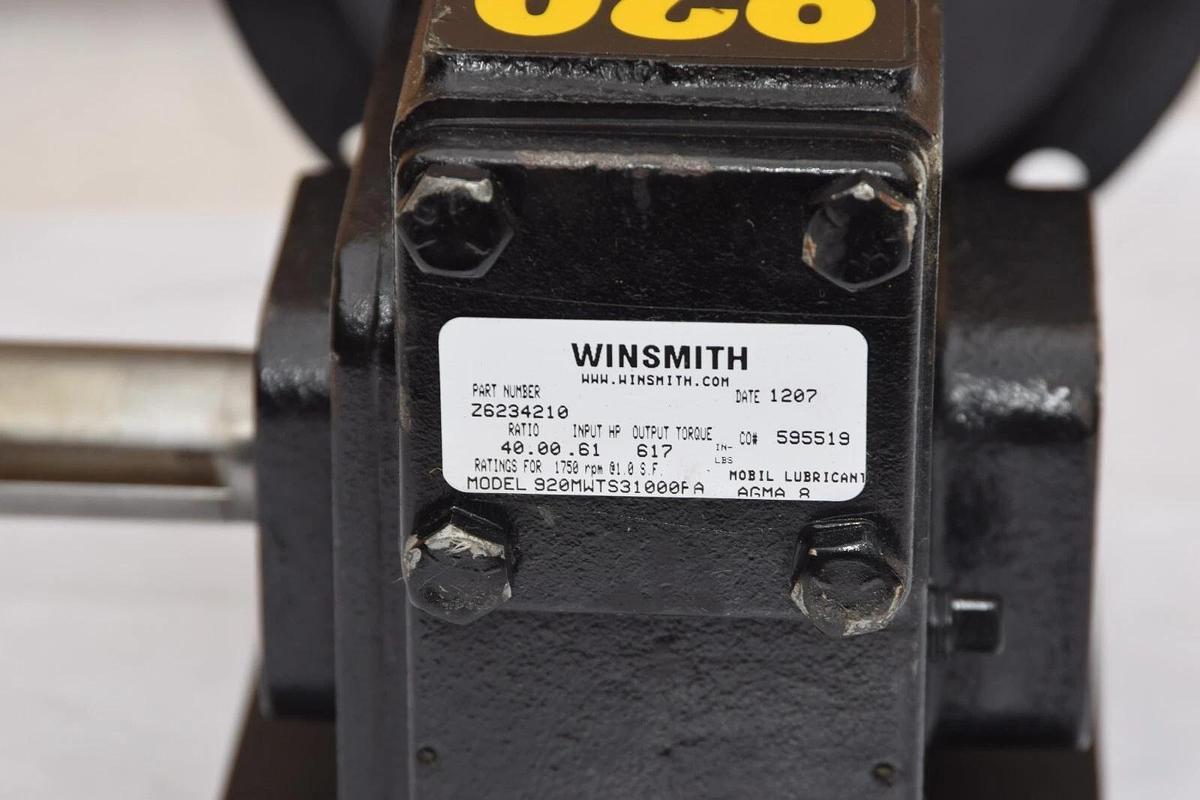 920
WINSMITH
WWW.WINSMITH.COM
PART NUMBER DATE 1207
Z6234210
RATIO INPUT HP OUTPUT TORQUE CO# 595519
40.00 .61 617 IN-LBS
RATINGS FOR 1750 rpm @1.0 S.F. MOBIL LUBRICANT
MODEL 920MWTS31000FA AGMA 8